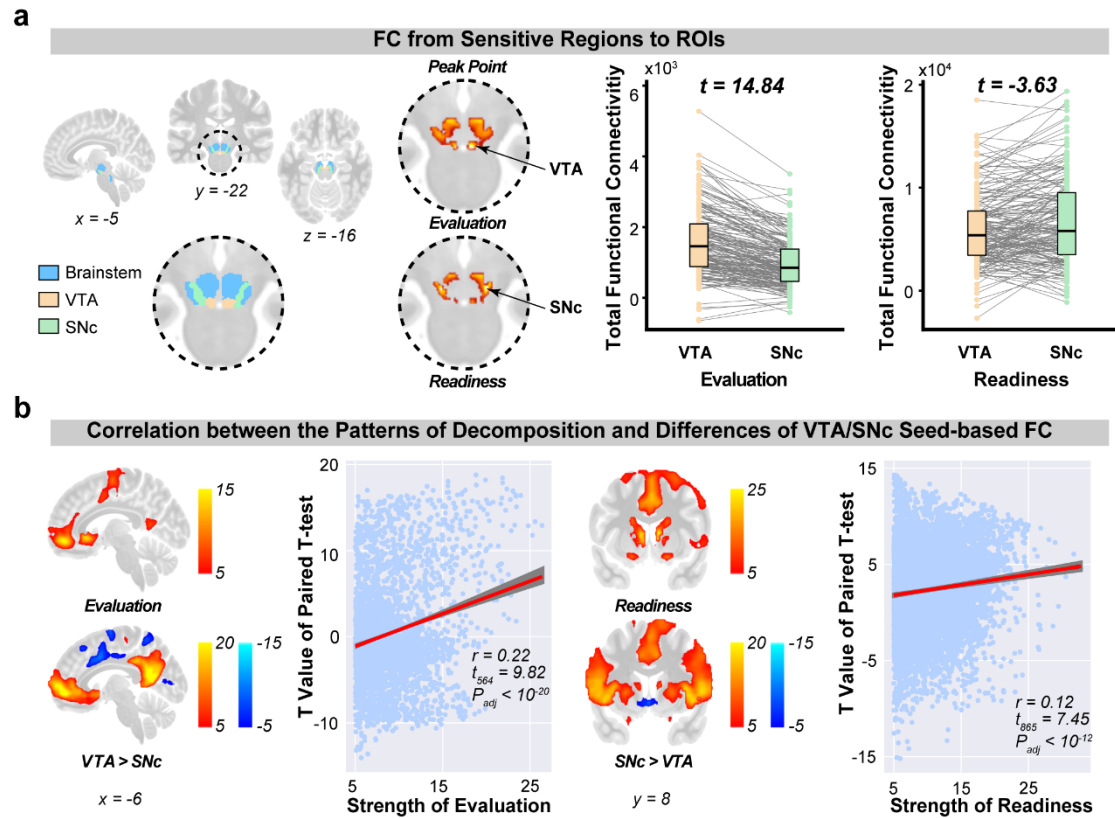 a
FC from Sensitive Regions to ROIs
x = -5
y = -22
z = -16
Brainstem
VTA
SNc
Peak Point
VTA
Evaluation
SNc
Readiness
x10³
t = 14.84
Total Functional Connectivitiy
6
4
2
0
VTA
SNc
Evaluation
x10⁴
t = -3.63
Total Functional Connectivity
2
1
0
VTA
SNc
Readiness
b
Correlation between the Patterns of Decomposition and Differences of VTA/SNc Seed-based FC
15
5
Evaluation
20
-15
5
-5
VTA > SNc
x = -6
T Value of Paired T-test
20
10
0
-10
r = 0.22
t₅₆₄ = 9.82
P_adj < 10⁻²⁰
5
15
25
Strength of Evaluation
25
5
Readiness
20
-15
5
-5
SNc > VTA
y = 8
T Value of Paired T-test
15
5
-5
-15
r = 0.12
t₈₆₅ = 7.45
P_adj < 10⁻¹²
5
15
25
Strength of Readiness